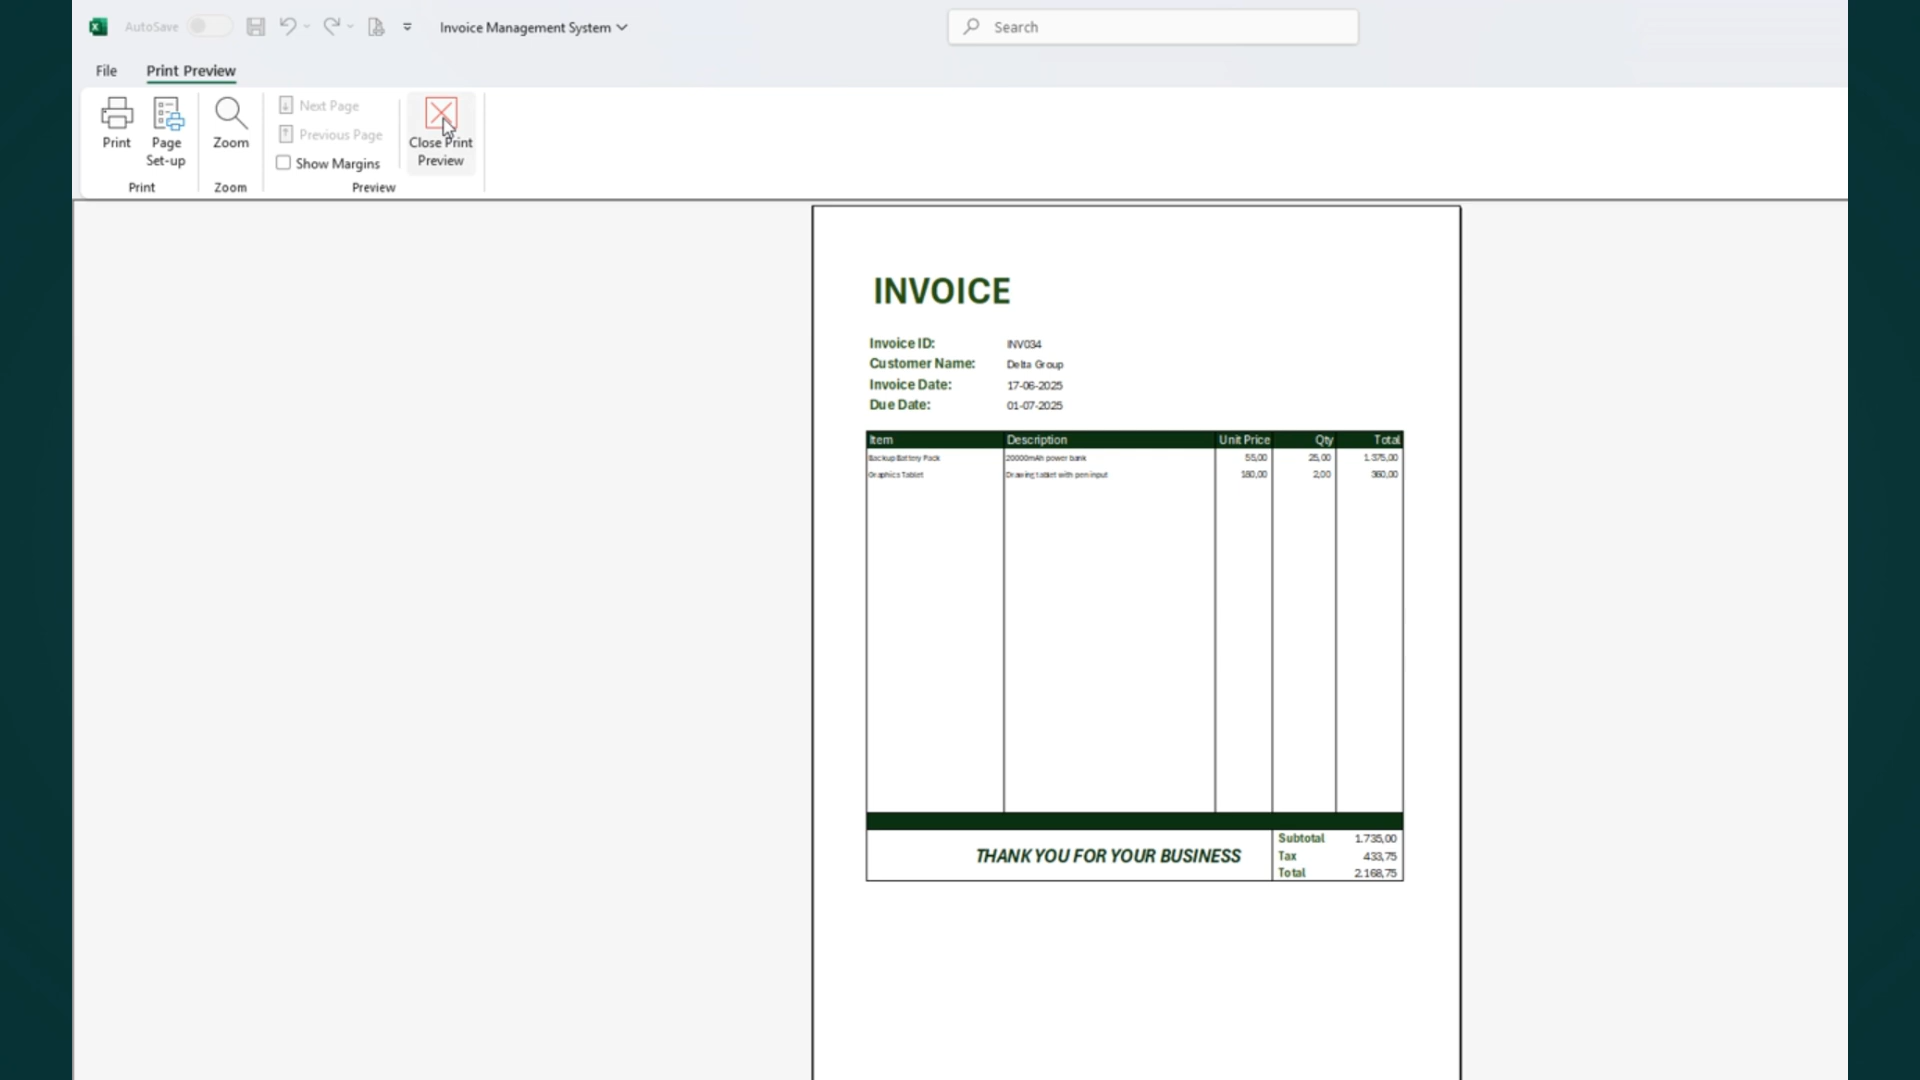 AutoSave
Invoice Management System
Search
File Print Preview
Print
Page Set-up
Zoom
Next Page
Previous Page
Show Margins
Close Print Preview
Print Zoom Preview
INVOICE
Invoice ID: INV034
Customer Name: Delta Group
Invoice Date: 17-06-2025
Due Date: 01-07-2025
Item Description Unit Price Qty Total
Backup Battery Pack 20000mAh power bank 55,00 25,00 1.375,00
Graphics Tablet Drawing tablet with pen input 180,00 2,00 360,00
THANK YOU FOR YOUR BUSINESS
Subtotal 1.735,00
Tax 433,75
Total 2.168,75